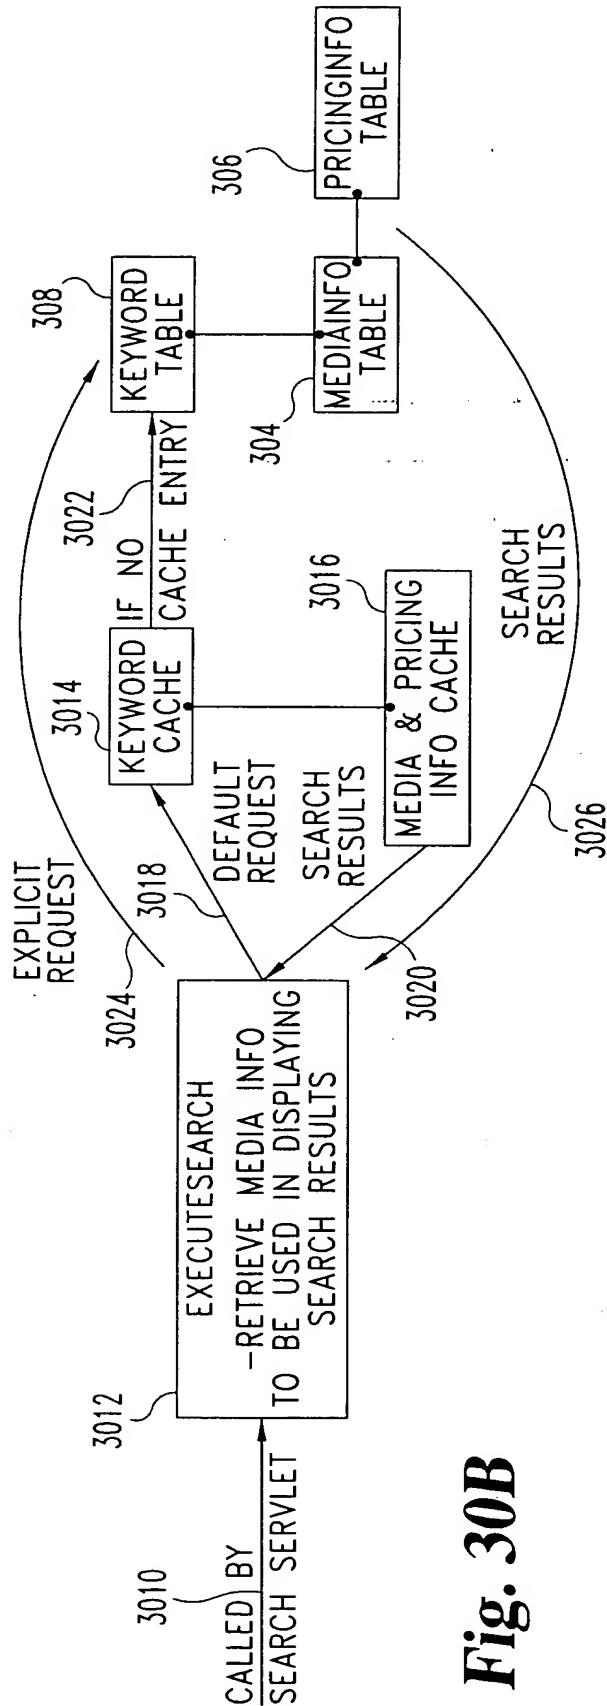 CALLED BY
SEARCH SERVLET
3010
3012
EXECUTESEARCH
-RETRIEVE MEDIA INFO
TO BE USED IN DISPLAYING
SEARCH RESULTS
3024
EXPLICIT
REQUEST
3018
DEFAULT
REQUEST
SEARCH
RESULTS
3020
3014
KEYWORD
CACHE
IF NO
CACHE ENTRY
3022
3016
MEDIA & PRICING
INFO CACHE
308
KEYWORD
TABLE
304
MEDIAINFO
TABLE
306
PRICINGINFO
TABLE
SEARCH
RESULTS
3026
Fig. 30B